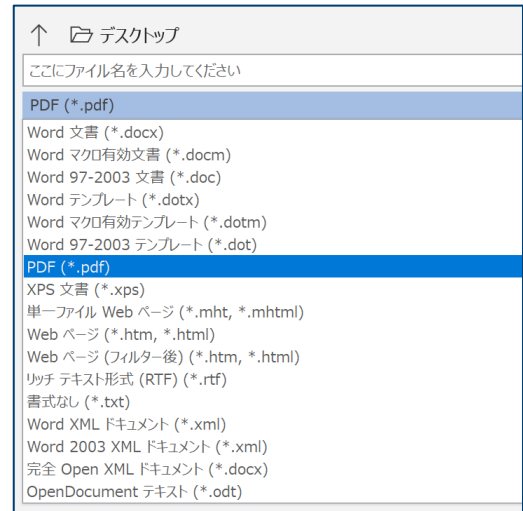 デスクトップ
ここにファイル名を入力してください
PDF (*.pdf)
Word 文書 (*.docx)
Word マクロ有効文書 (*.docm)
Word 97-2003 文書 (*.doc)
Word テンプレート (*.dotx)
Word マクロ有効テンプレート (*.dotm)
Word 97-2003 テンプレート (*.dot)
PDF (*.pdf)
XPS 文書 (*.xps)
単一ファイル Web ページ (*.mht, *.mhtml)
Web ページ (*.htm, *.html)
Web ページ (フィルター後) (*.htm, *.html)
リッチ テキスト形式 (RTF) (*.rtf)
書式なし (*.txt)
Word XML ドキュメント (*.xml)
Word 2003 XML ドキュメント (*.xml)
完全 Open XML ドキュメント (*.docx)
OpenDocument テキスト (*.odt)